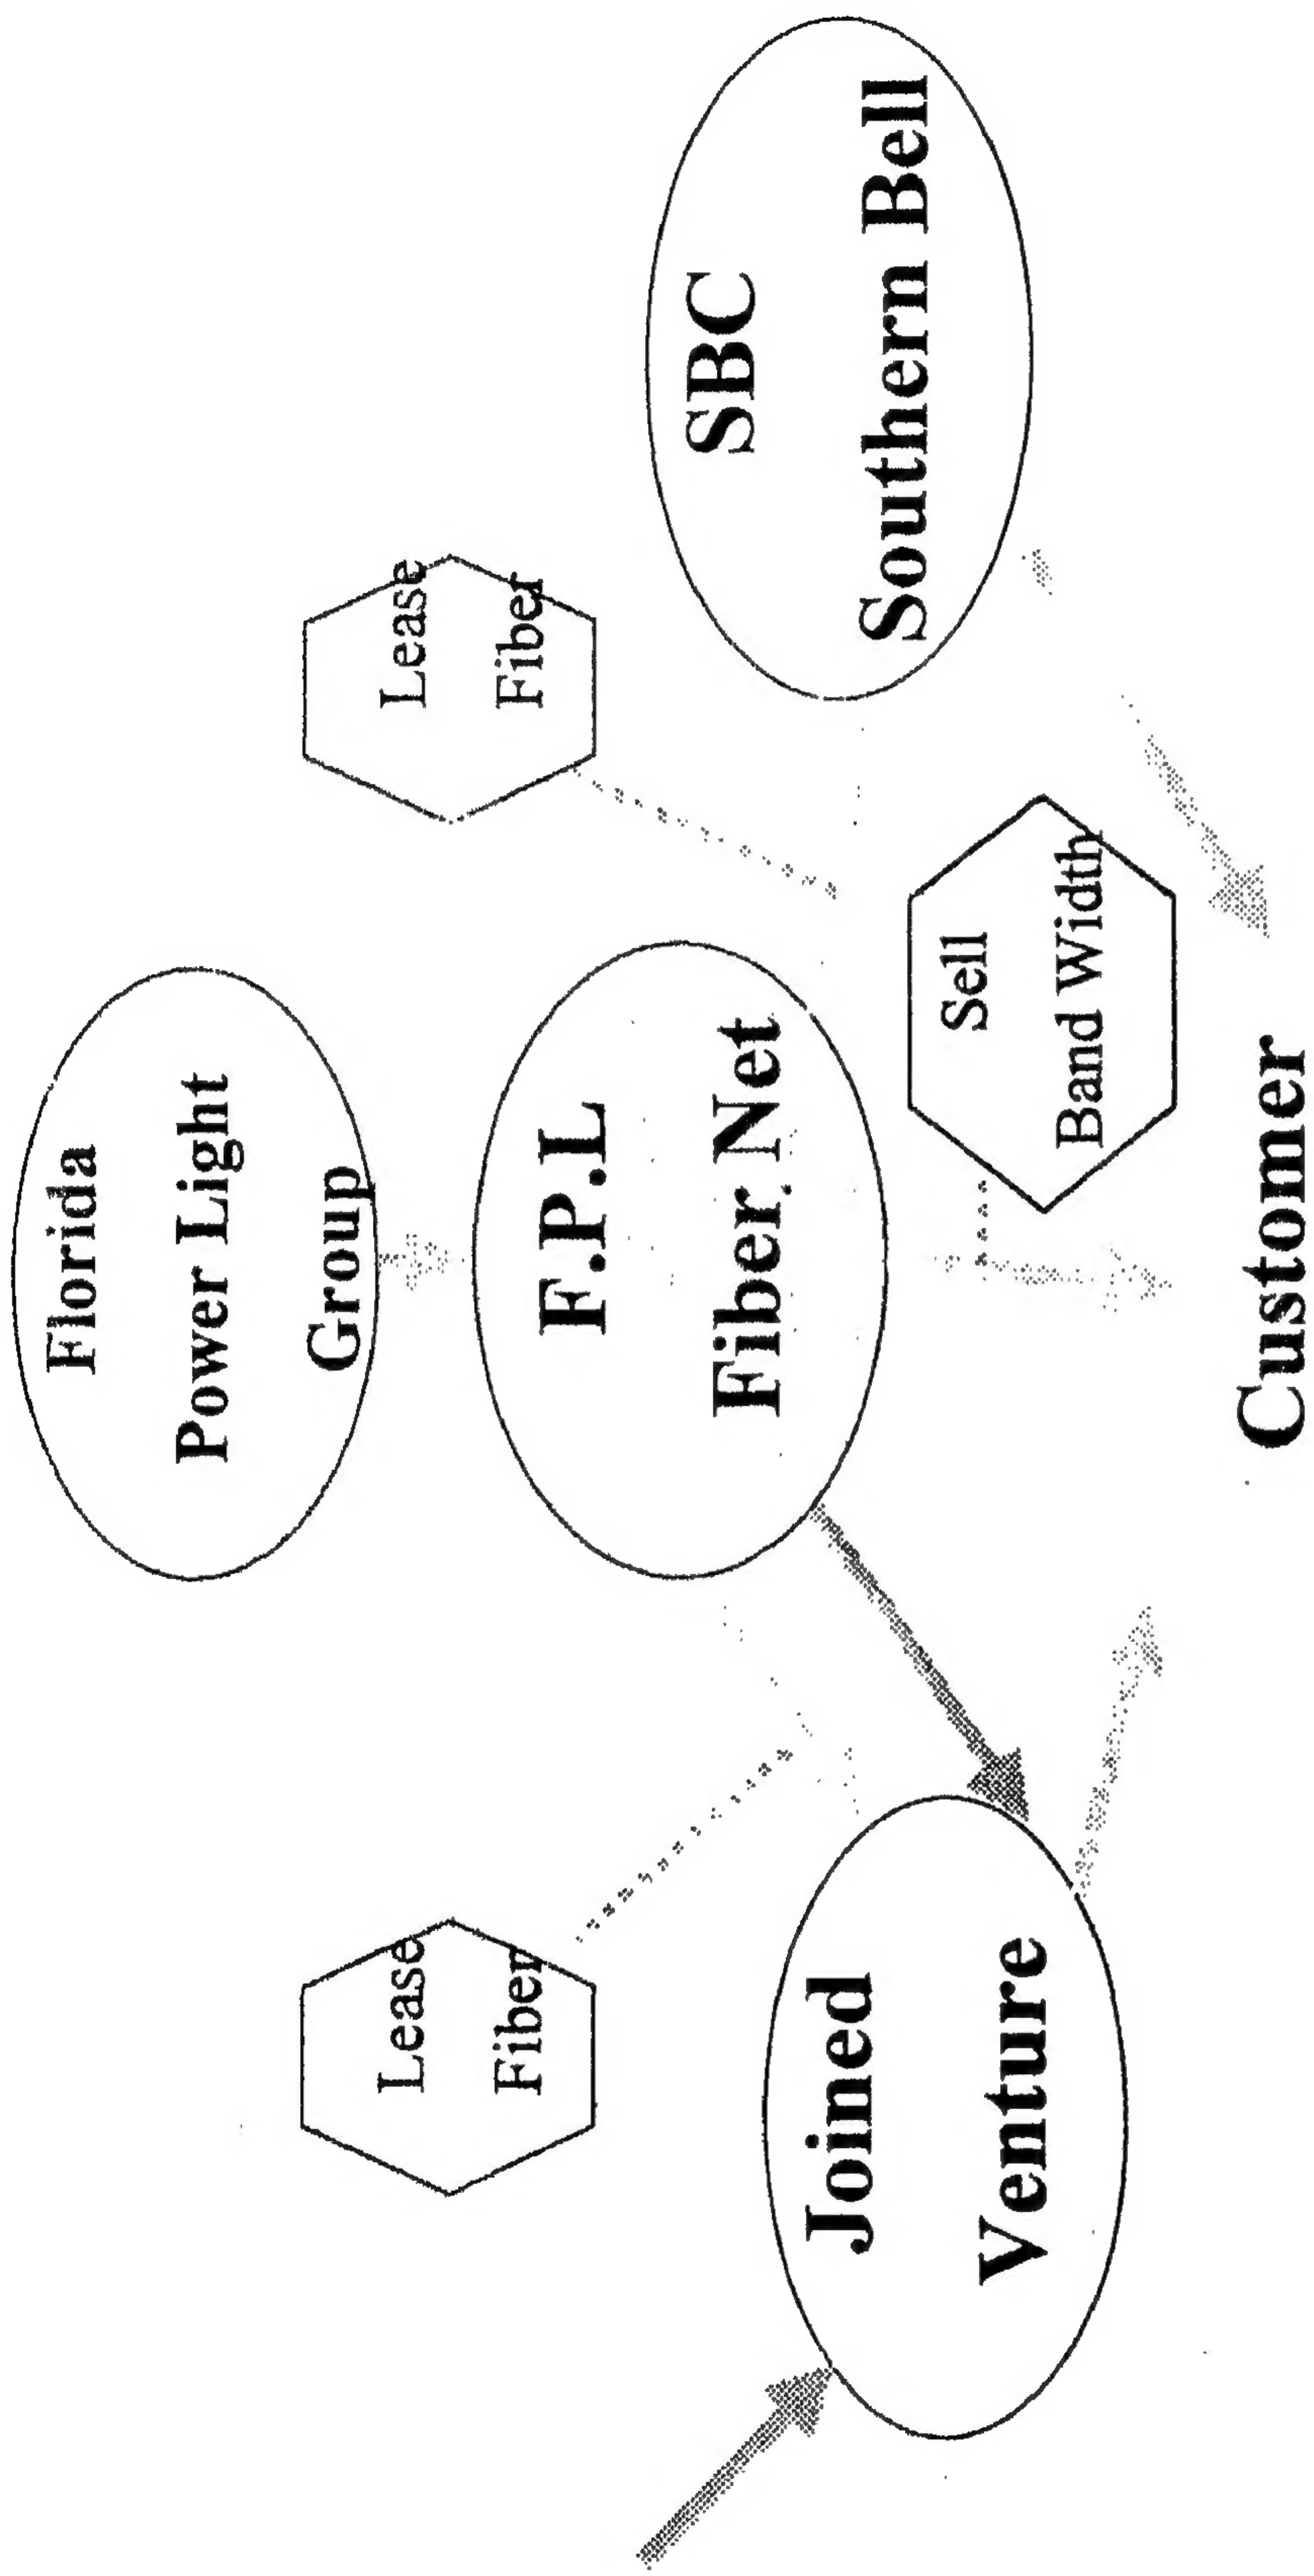 Florida
Power Light
Group
Lease
Fiber
Lease
Fiber
F.P.L
Fiber Net
SBC
Southern Bell
Joined
Venture
Sell
Band Width
Customer